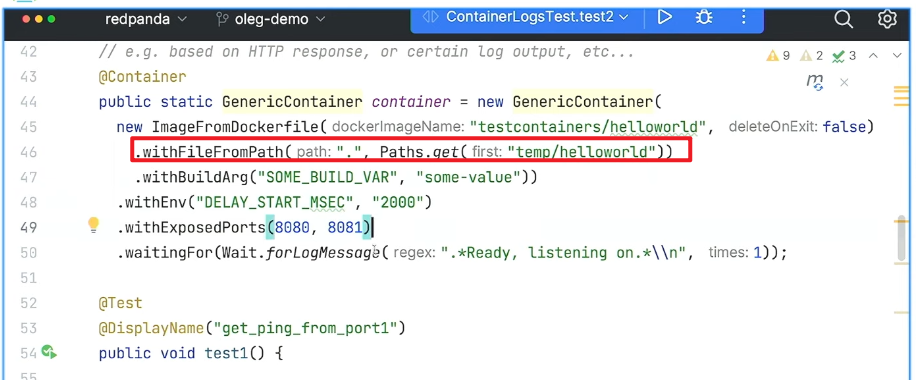 redpanda oleg-demo ContainerLogsTest.test2
42 // e.g. based on HTTP response, or certain log output, etc... 9 2 3
43 @Container
44 public static GenericContainer container = new GenericContainer(
45 new ImageFromDockerfile( dockerImageName: "testcontainers/helloworld", deleteOnExit: false)
46 .withFileFromPath( path: ".", Paths.get( first: "temp/helloworld"))
47 .withBuildArg("SOME_BUILD_VAR", "some-value"))
48 .withEnv("DELAY_START_MSEC", "2000")
49 .withExposedPorts(8080, 8081)
50 .waitingFor(Wait.forLogMessage( regex: ".*Ready, listening on.*\\n", times: 1));
51
52 @Test
53 @DisplayName("get_ping_from_port1")
54 public void test1() {
55